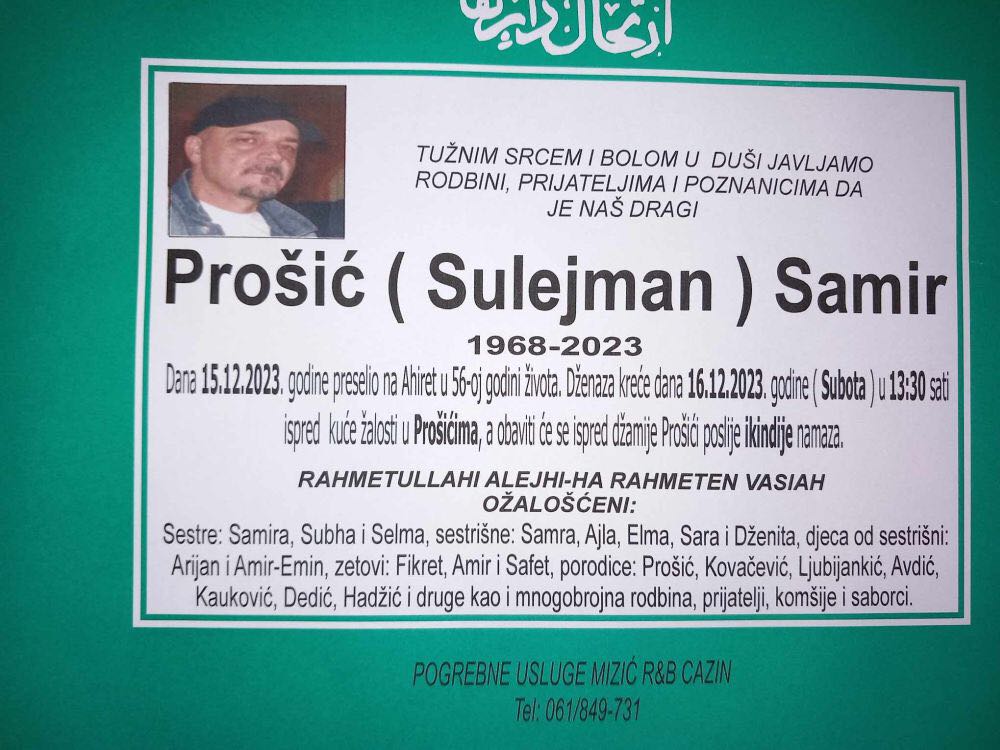 TUŽNIM SRCEM I BOLOM U DUŠI JAVLJAMO
RODBINI, PRIJATELJIMA I POZNANICIMA DA
JE NAŠ DRAGI
Prošić ( Sulejman ) Samir
1968-2023
Dana 15.12.2023. godine preselio na Ahiret u 56-oj godini života. Dženaza kreće dana 16.12.2023. godine ( Subota ) u 13:30 sati
ispred kuće žalosti u Prošićima, a obaviti će se ispred džamije Prošići poslije ikindije namaza.
RAHMETULLAHI ALEJHI-HA RAHMETEN VASIAH
OŽALOŠĆENI:
Sestre: Samira, Subha i Selma, sestrišne: Samra, Ajla, Elma, Sara i Dženita, djeca od sestrišni:
Arijan i Amir-Emin, zetovi: Fikret, Amir i Safet, porodice: Prošić, Kovačević, Ljubijankić, Avdić,
Kauković, Dedić, Hadžić i druge kao i mnogobrojna rodbina, prijatelji, komšije i saborci.
POGREBNE USLUGE MIZIĆ R&B CAZIN
Tel: 061/849-731